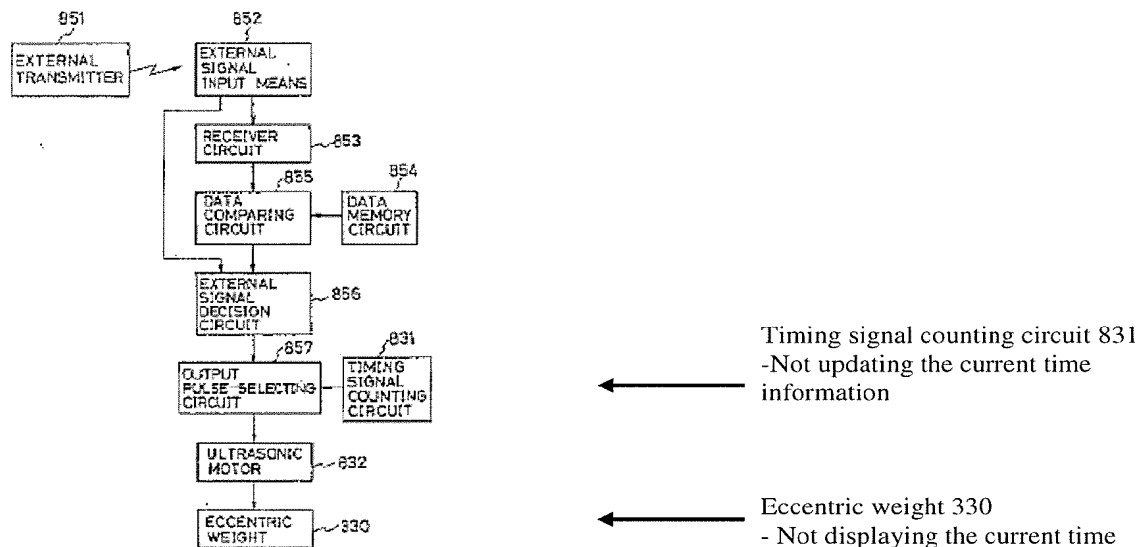 851
EXTERNAL
TRANSMITTER
852
EXTERNAL
SIGNAL
INPUT MEANS
RECEIVER
CIRCUIT
853
855
DATA
COMPARING
CIRCUIT
854
DATA
MEMORY
CIRCUIT
EXTERNAL
SIGNAL
DECISION
CIRCUIT
856
857
OUTPUT
PULSE SELECTING
CIRCUIT
831
TIMING
SIGNAL
COUNTING
CIRCUIT
Timing signal counting circuit 831
-Not updating the current time
information
ULTRASONIC
MOTOR
832
ECCENTRIC
WEIGHT
330
Eccentric weight 330
- Not displaying the current time